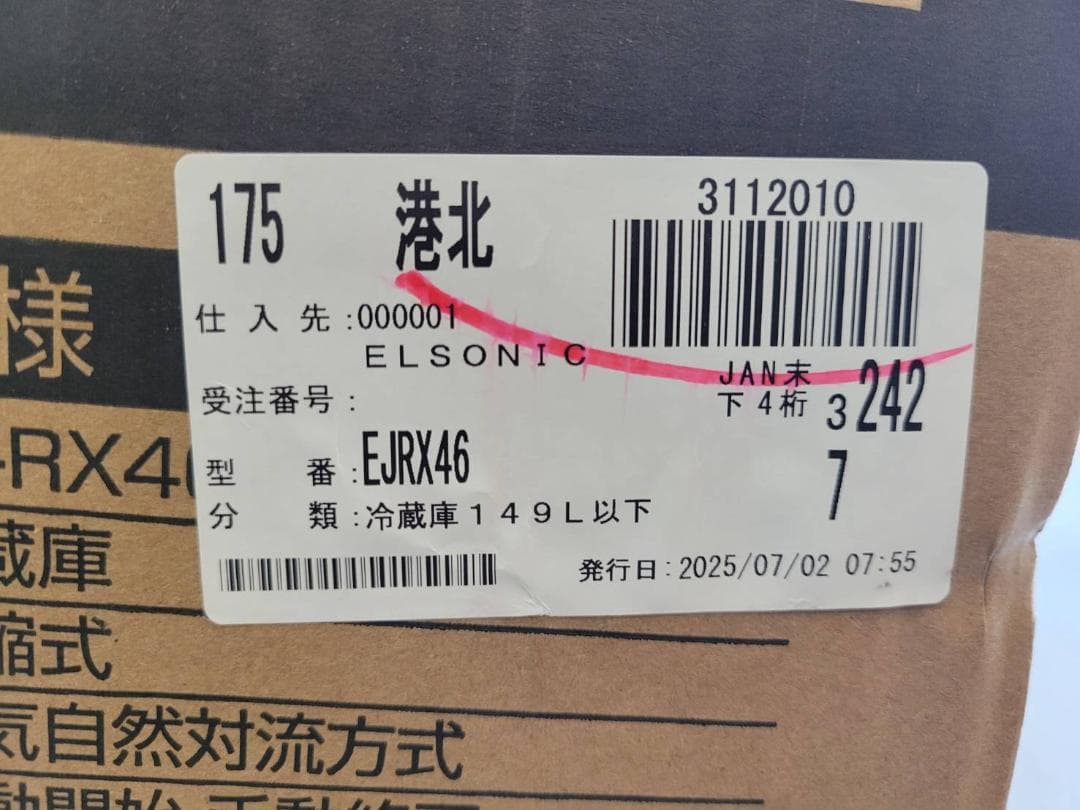 175 港北 3112010
仕入先:000001
ELSONIC
受注番号:
JAN末
下4桁 3242
7
型番:EJRX46
分類:冷蔵庫149L以下
発行日:2025/07/02 07:55
様
-RX46
蔵庫
縮式
気自然対流方式